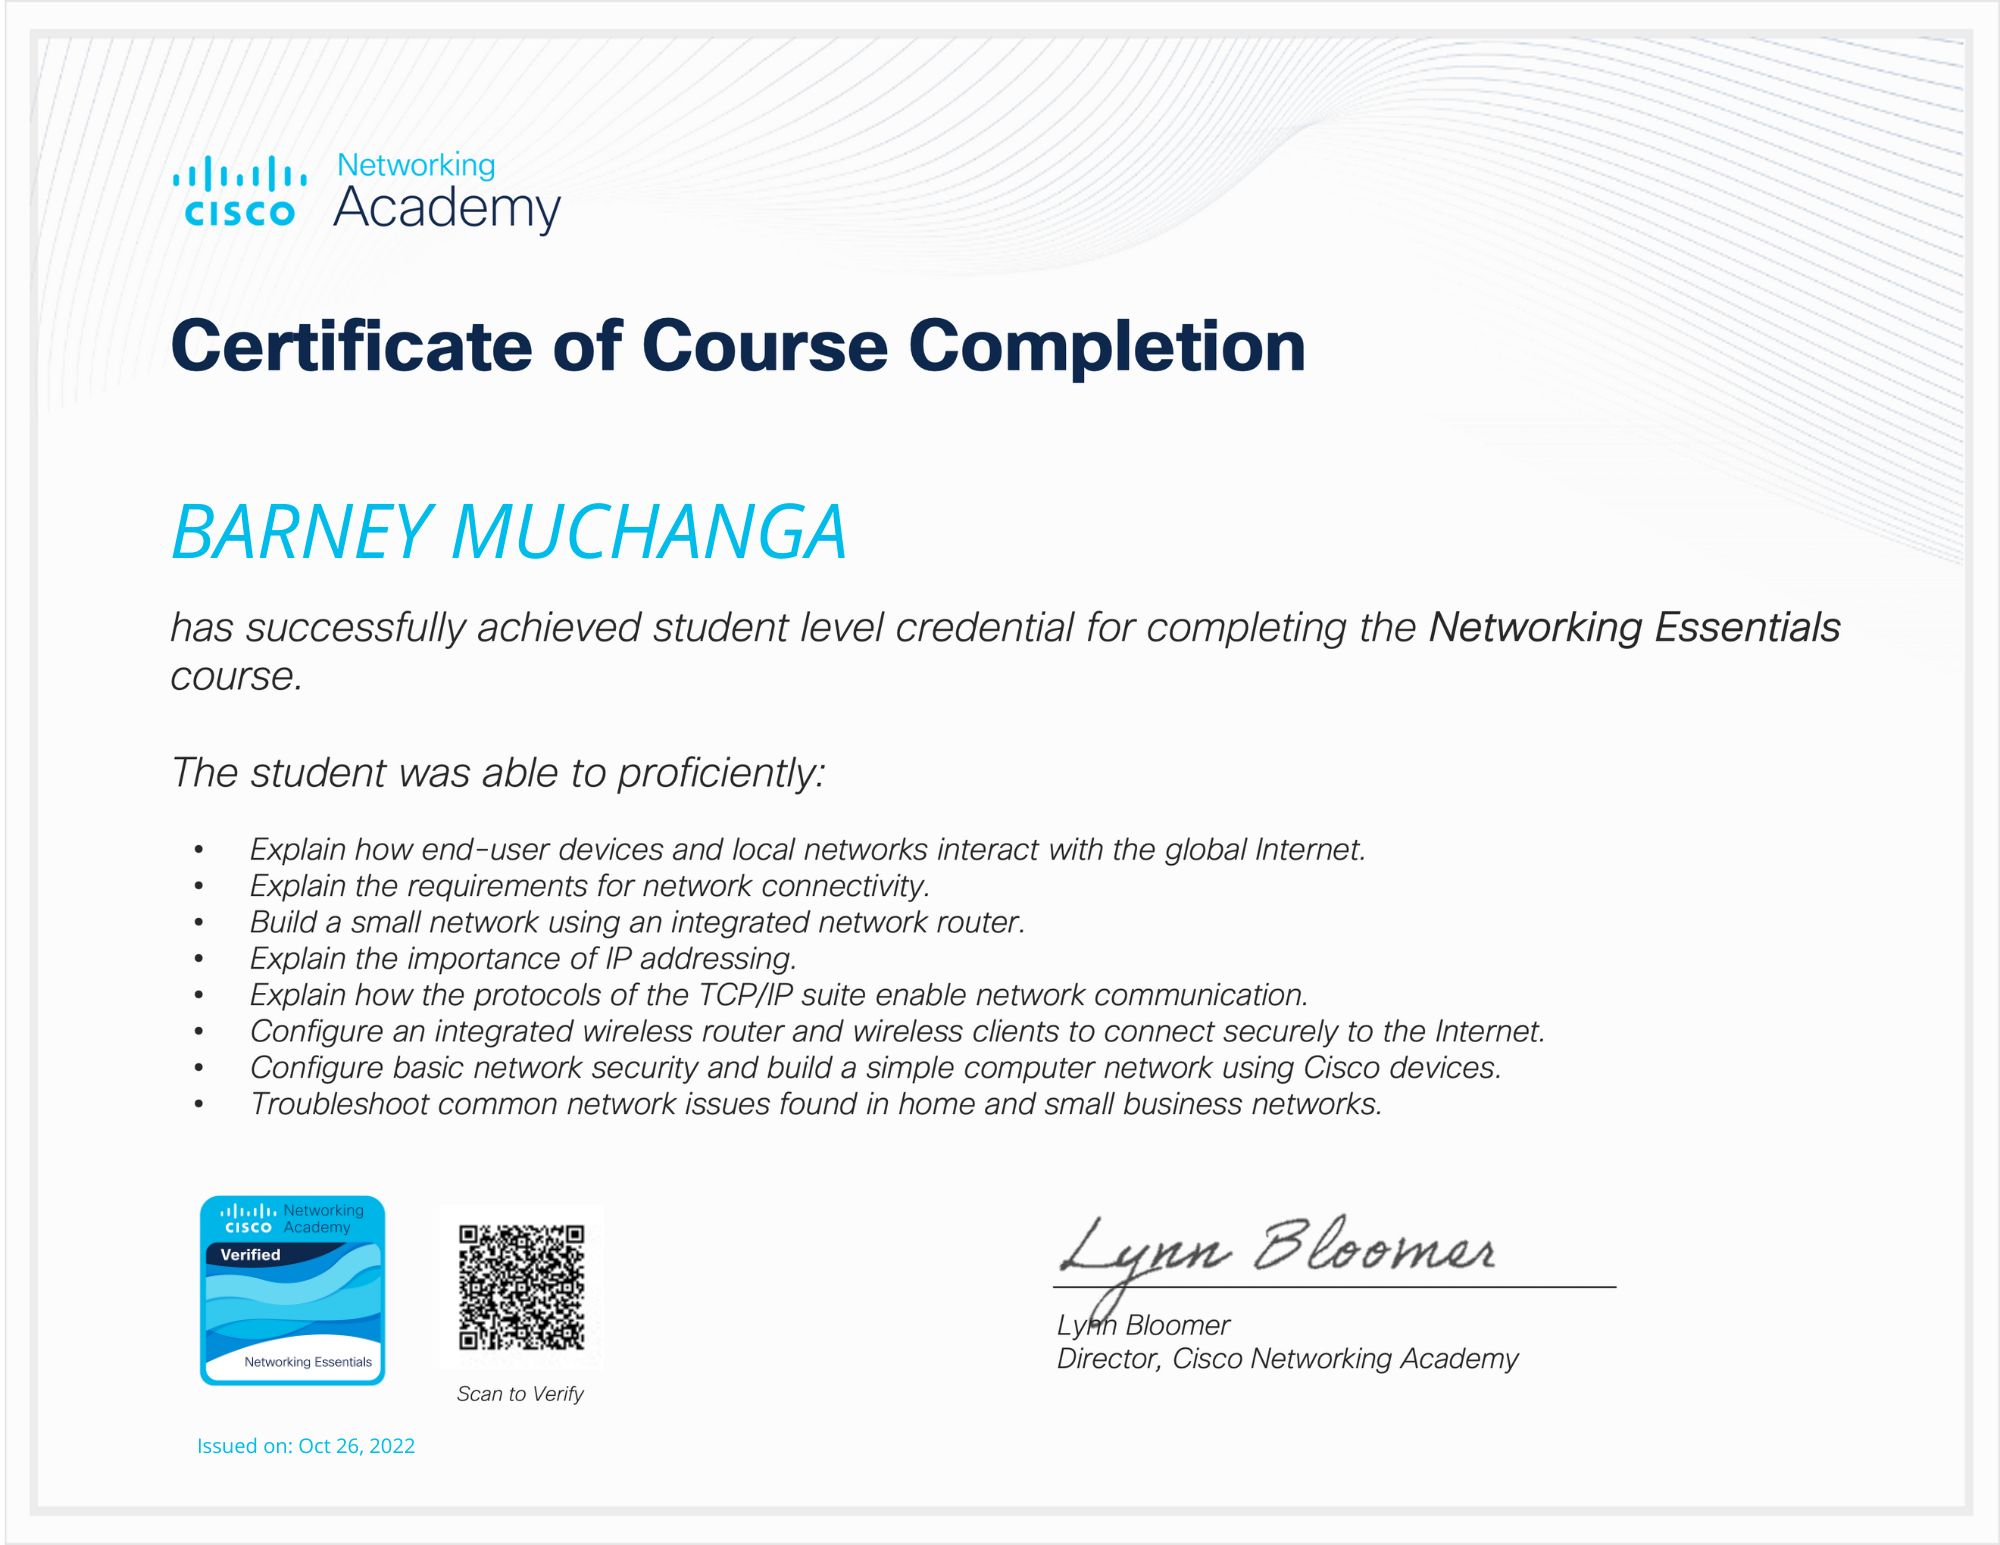 Networking
cisco Academy
Certificate of Course Completion
BARNEY MUCHANGA
has successfully achieved student level credential for completing the Networking Essentials
course.
The student was able to proficiently:
• Explain how end-user devices and local networks interact with the global Internet.
• Explain the requirements for network connectivity.
• Build a small network using an integrated network router.
• Explain the importance of IP addressing.
• Explain how the protocols of the TCP/IP suite enable network communication.
• Configure an integrated wireless router and wireless clients to connect securely to the Internet.
• Configure basic network security and build a simple computer network using Cisco devices.
• Troubleshoot common network issues found in home and small business networks.
Networking
cisco Academy
Verified
Networking Essentials
Scan to Verify
Issued on: Oct 26, 2022
Lynn Bloomer
Lynn Bloomer
Director, Cisco Networking Academy